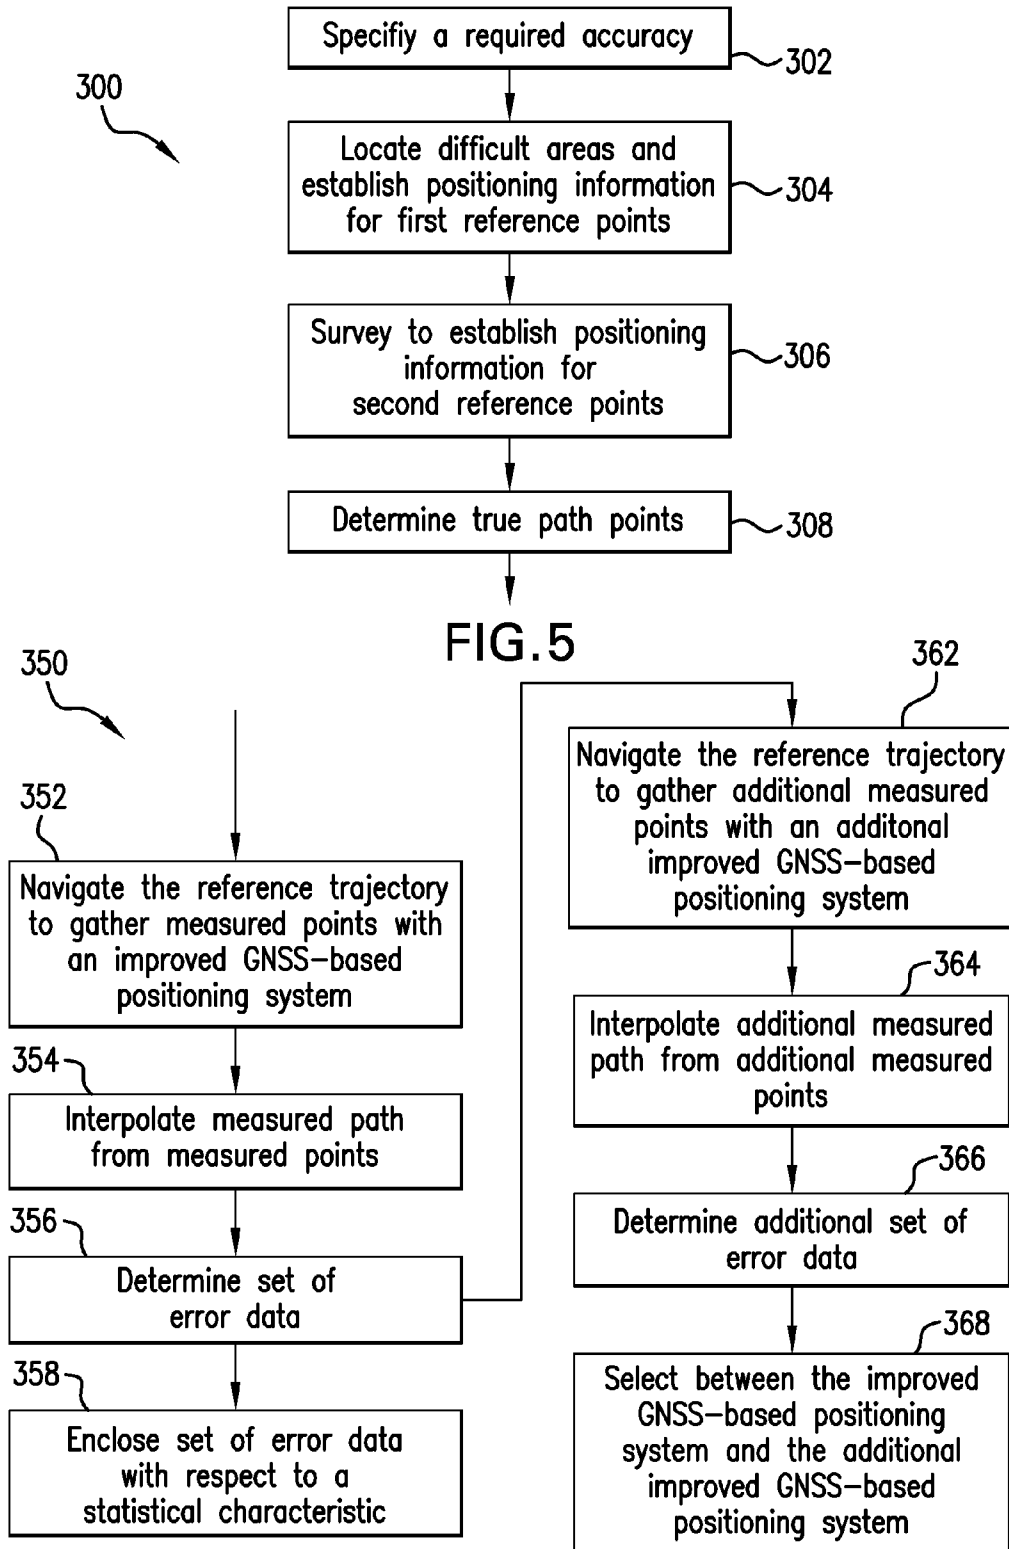 Specifiy a required accuracy
302
300
Locate difficult areas and
establish positioning information
for first reference points
304
Survey to establish positioning
information for
second reference points
306
Determine true path points
308
FIG.5
350
352
Navigate the reference trajectory
to gather measured points with
an improved GNSS-based
positioning system
354
Interpolate measured path
from measured points
356
Determine set of
error data
358
Enclose set of error data
with respect to a
statistical characteristic
362
Navigate the reference trajectory
to gather additional measured
points with an additonal
improved GNSS-based
positioning system
364
Interpolate additional measured
path from additional measured
points
366
Determine additional set of
error data
368
Select between the improved
GNSS-based positioning
system and the additional
improved GNSS-based
positioning system